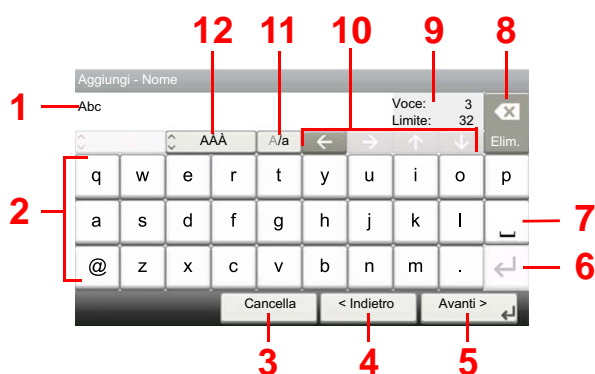 12 11 10 9 8
Aggiungi - Nome
1 Abc Voce: 3
Limite: 32
AÀÂ A/a ← → ↑ ↓ Elim.
q w e r t y u i o p
2 a s d f g h j k l 7
@ z x c v b n m . 6
Cancella < Indietro Avanti >
3 4 5